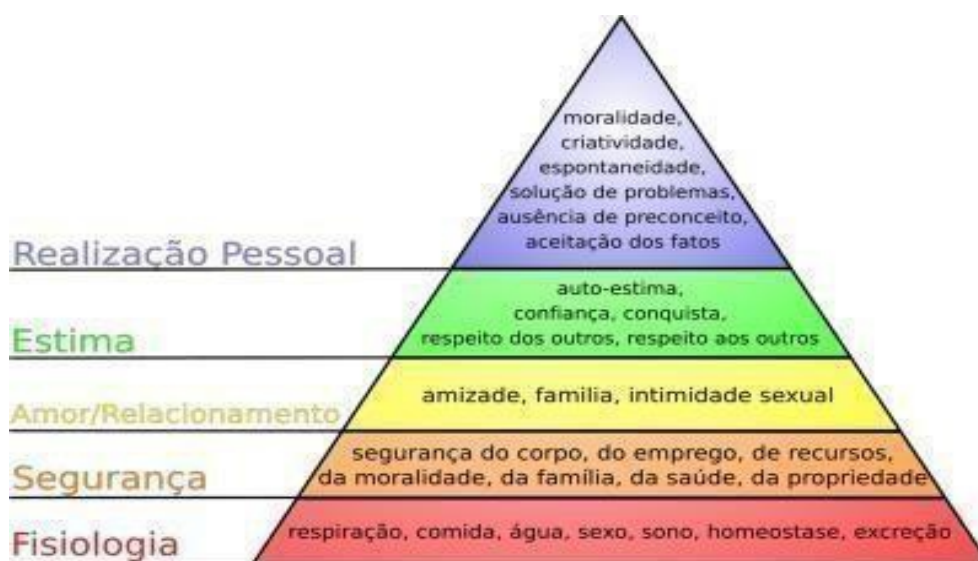 moralidade,
criatividade,
espontaneidade,
solução de problemas,
ausência de preconceito,
aceitação dos fatos
Realização Pessoal
auto-estima,
confiança, conquista,
respeito dos outros, respeito aos outros
Estima
amizade, familia, intimidade sexual
Amor/Relacionamento
segurança do corpo, do emprego, de recursos,
da moralidade, da família, da saúde, da propriedade
Segurança
respiração, comida, água, sexo, sono, homeostase, excreção
Fisiologia